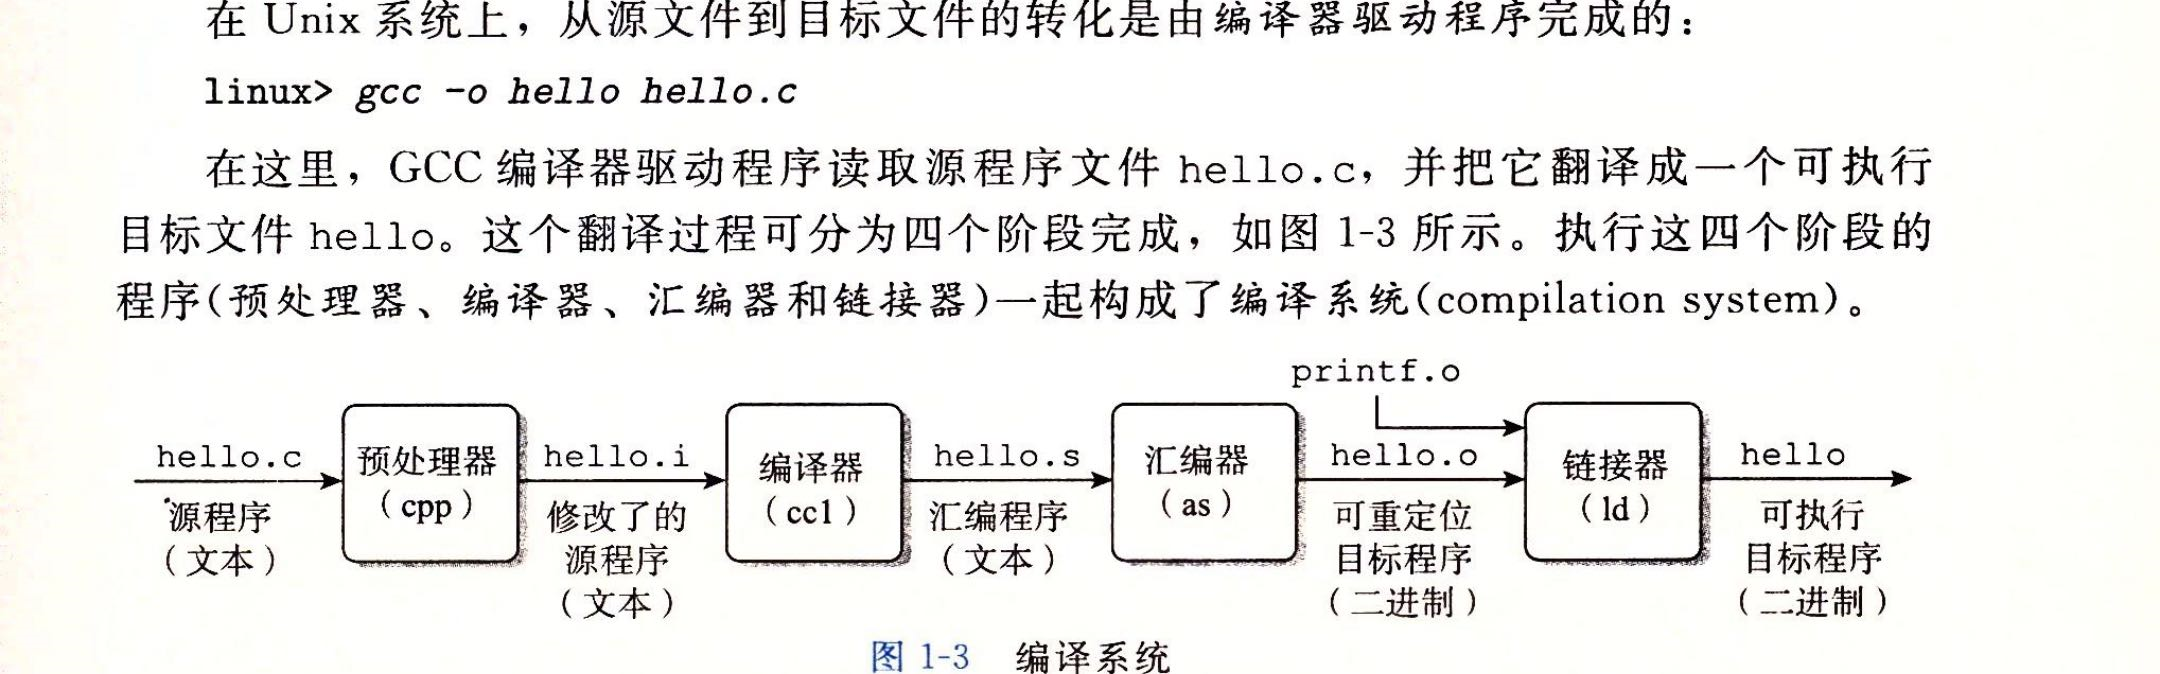 在 Unix 系统上，从源文件到目标文件的转化是由编译器驱动程序完成的：
linux> gcc -o hello hello.c
在这里，GCC 编译器驱动程序读取源程序文件 hello.c，并把它翻译成一个可执行
目标文件 hello。这个翻译过程可分为四个阶段完成，如图 1-3 所示。执行这四个阶段的
程序(预处理器、编译器、汇编器和链接器)一起构成了编译系统(compilation system)。
printf.o
hello.c
源程序
（文本）
预处理器
（cpp）
hello.i
修改了的
源程序
（文本）
编译器
（cc1）
hello.s
汇编程序
（文本）
汇编器
（as）
hello.o
可重定位
目标程序
（二进制）
链接器
（ld）
hello
可执行
目标程序
（二进制）
图 1-3 编译系统